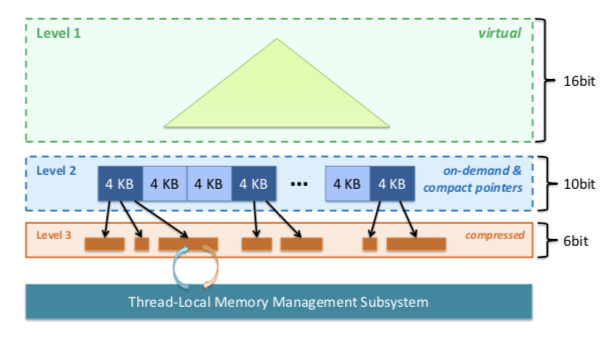 Level 1
virtual
16bit
Level 2
4 KB 4 KB 4 KB 4 KB ••• 4 KB 4 KB
on-demand &
compact pointers
10bit
Level 3
compressed
6bit
Thread-Local Memory Management Subsystem